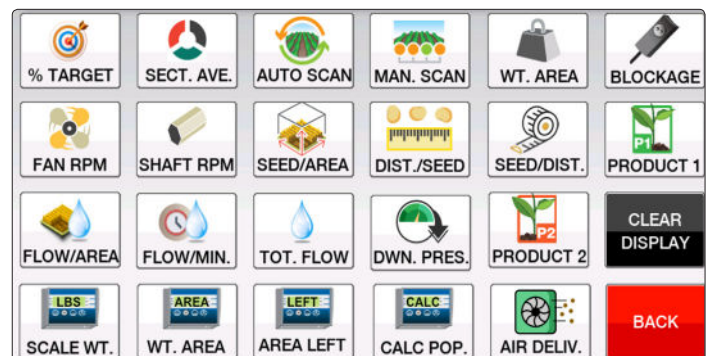 % TARGET
SECT. AVE.
AUTO SCAN
MAN. SCAN
WT. AREA
BLOCKAGE
FAN RPM
SHAFT RPM
SEED/AREA
DIST./SEED
SEED/DIST.
P1
PRODUCT 1
FLOW/AREA
FLOW/MIN.
TOT. FLOW
DWN. PRES.
P2
PRODUCT 2
CLEAR
DISPLAY
LBS
SCALE WT.
AREA
WT. AREA
LEFT
AREA LEFT
CALC
CALC POP.
AIR DELIV.
BACK